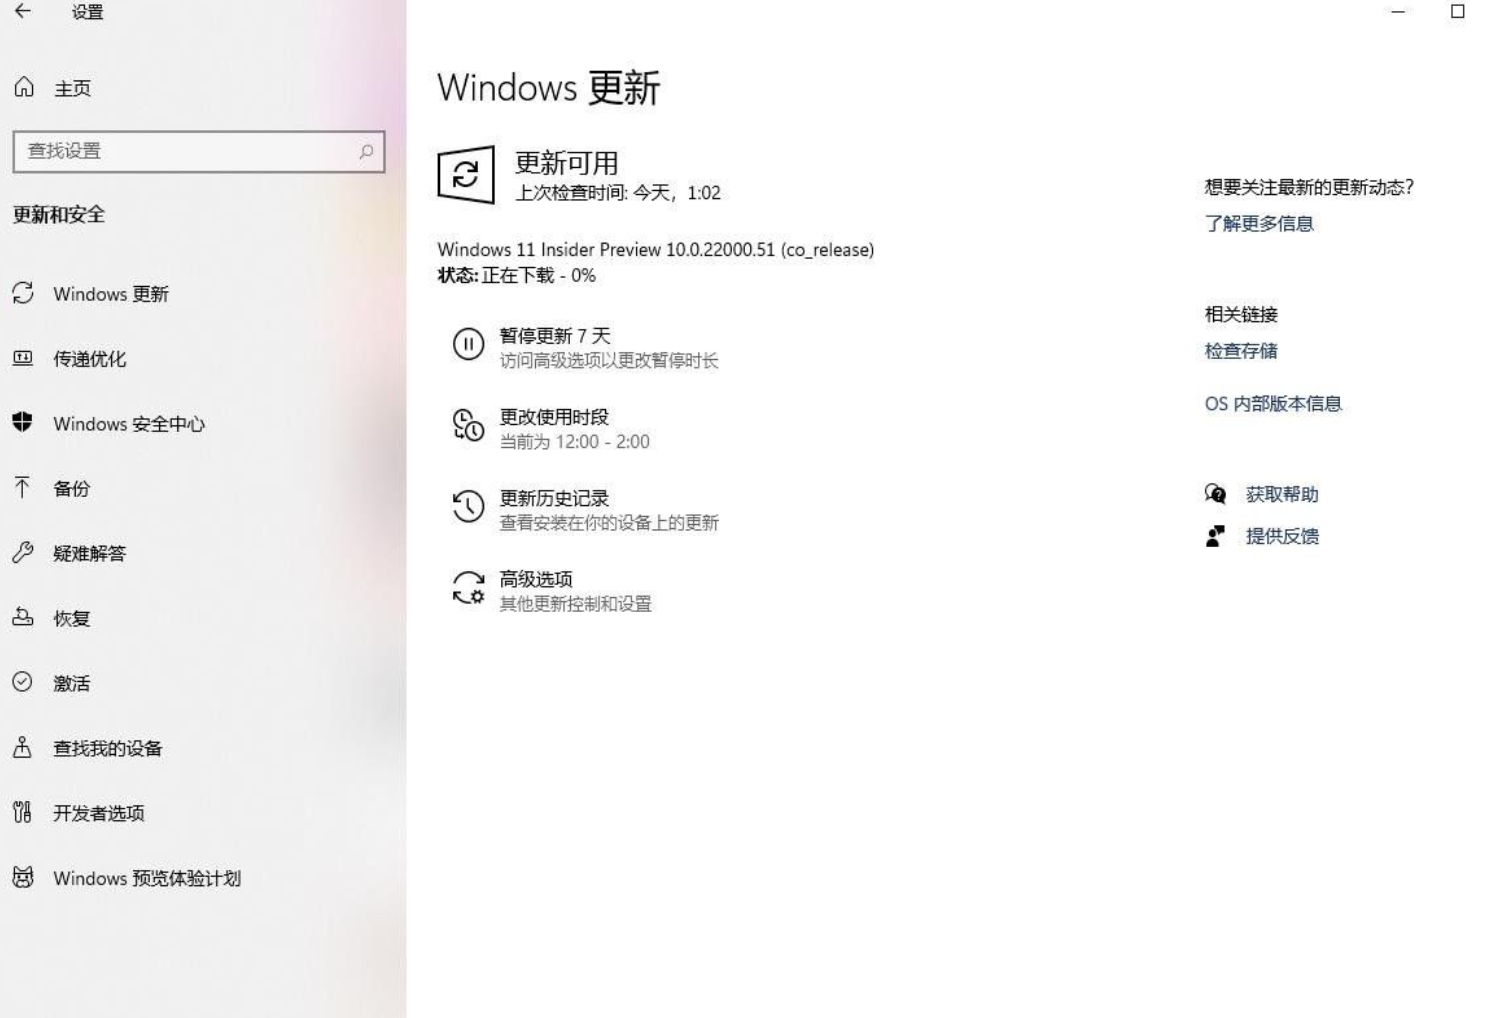 设置
主页
查找设置
更新和安全
Windows 更新
传递优化
Windows 安全中心
备份
疑难解答
恢复
激活
查找我的设备
开发者选项
Windows 预览体验计划
Windows 更新
更新可用
上次检查时间: 今天，1:02
Windows 11 Insider Preview 10.0.22000.51 (co_release)
状态: 正在下载 - 0%
暂停更新 7 天
访问高级选项以更改暂停时长
更改使用时段
当前为 12:00 - 2:00
更新历史记录
查看安装在你的设备上的更新
高级选项
其他更新控制和设置
想要关注最新的更新动态?
了解更多信息
相关链接
检查存储
OS 内部版本信息
获取帮助
提供反馈